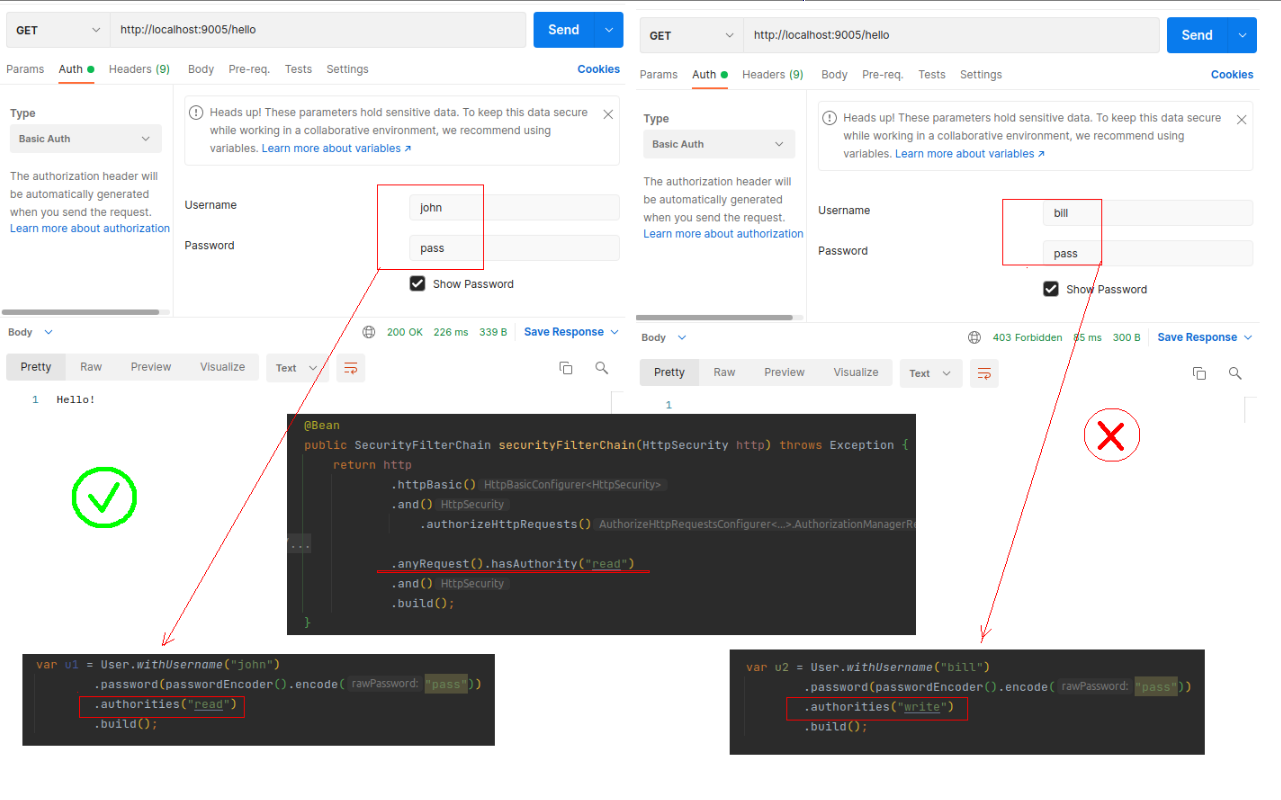 GET
http://localhost:9005/hello
Send
Params Auth Headers (9) Body Pre-req. Tests Settings Cookies
Type
Basic Auth
The authorization header will
be automatically generated
when you send the request.
Learn more about authorization
Heads up! These parameters hold sensitive data. To keep this data secure
while working in a collaborative environment, we recommend using
variables. Learn more about variables ↗
Username john
Password pass
Show Password
Body 200 OK 226 ms 339 B Save Response
Pretty Raw Preview Visualize Text
1 Hello!
GET
http://localhost:9005/hello
Send
Params Auth Headers (9) Body Pre-req. Tests Settings Cookies
Type
Basic Auth
The authorization header will
be automatically generated
when you send the request.
Learn more about authorization
Heads up! These parameters hold sensitive data. To keep this data secure
while working in a collaborative environment, we recommend using
variables. Learn more about variables ↗
Username bill
Password pass
Show Password
Body 403 Forbidden 85 ms 300 B Save Response
Pretty Raw Preview Visualize Text
1
@Bean
public SecurityFilterChain securityFilterChain(HttpSecurity http) throws Exception {
return http
.httpBasic() HttpBasicConfigurer<HttpSecurity>
.and() HttpSecurity
.authorizeHttpRequests() AuthorizeHttpRequestsConfigurer<...>.AuthorizationManagerRe
/...
.anyRequest().hasAuthority("read")
.and() HttpSecurity
.build();
}
var u1 = User.withUsername("john")
.password(passwordEncoder().encode( rawPassword: "pass"))
.authorities("read")
.build();
var u2 = User.withUsername("bill")
.password(passwordEncoder().encode( rawPassword: "pass"))
.authorities("write")
.build();